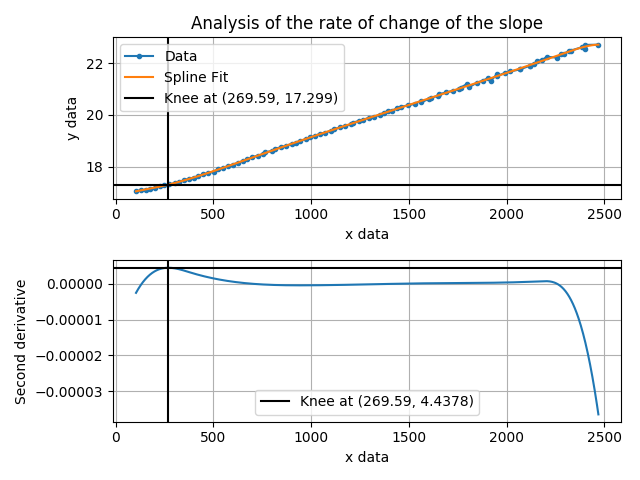 Analysis of the rate of change of the slope
Data
Spline Fit
Knee at (269.59, 17.299)
y data
22
20
18
0
500
1000
1500
2000
2500
x data
Second derivative
0.00000
−0.00001
−0.00002
−0.00003
Knee at (269.59, 4.4378)
0
500
1000
1500
2000
2500
x data